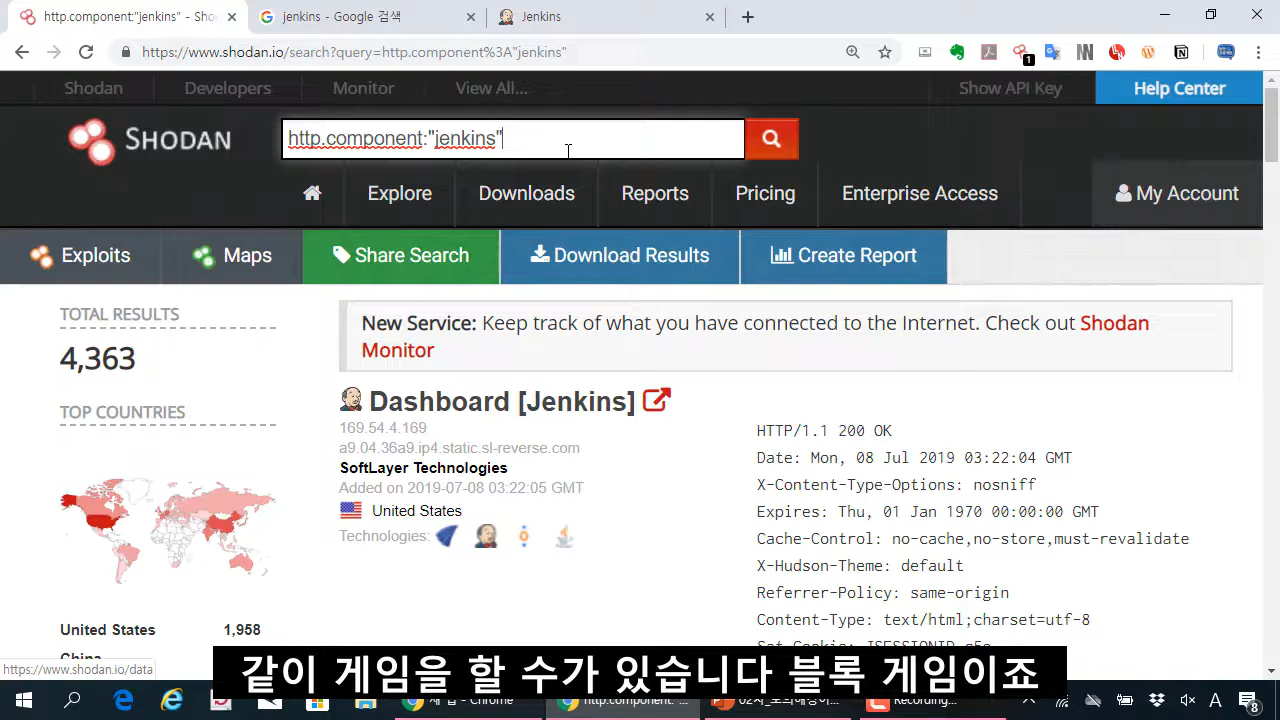 http.component:"jenkins" - Sho
jenkins - Google 검색
Jenkins
https://www.shodan.io/search?query=http.component%3A"jenkins"
1
Shodan
Developers
Monitor
View All...
Show API Key
Help Center
SHODAN
http.component:"jenkins"
Explore
Downloads
Reports
Pricing
Enterprise Access
My Account
Exploits
Maps
Share Search
Download Results
Create Report
TOTAL RESULTS
4,363
TOP COUNTRIES
United States 1,958
China
New Service: Keep track of what you have connected to the Internet. Check out Shodan
Monitor
Dashboard [Jenkins]
169.54.4.169
a9.04.36a9.ip4.static.sl-reverse.com
SoftLayer Technologies
Added on 2019-07-08 03:22:05 GMT
United States
Technologies:
HTTP/1.1 200 OK
Date: Mon, 08 Jul 2019 03:22:04 GMT
X-Content-Type-Options: nosniff
Expires: Thu, 01 Jan 1970 00:00:00 GMT
Cache-Control: no-cache,no-store,must-revalidate
X-Hudson-Theme: default
Referrer-Policy: same-origin
Content-Type: text/html;charset=utf-8
https://www.shodan.io/data
같이 게임을 할 수가 있습니다 블록 게임이죠
http.component: "...
Recording...
A
8